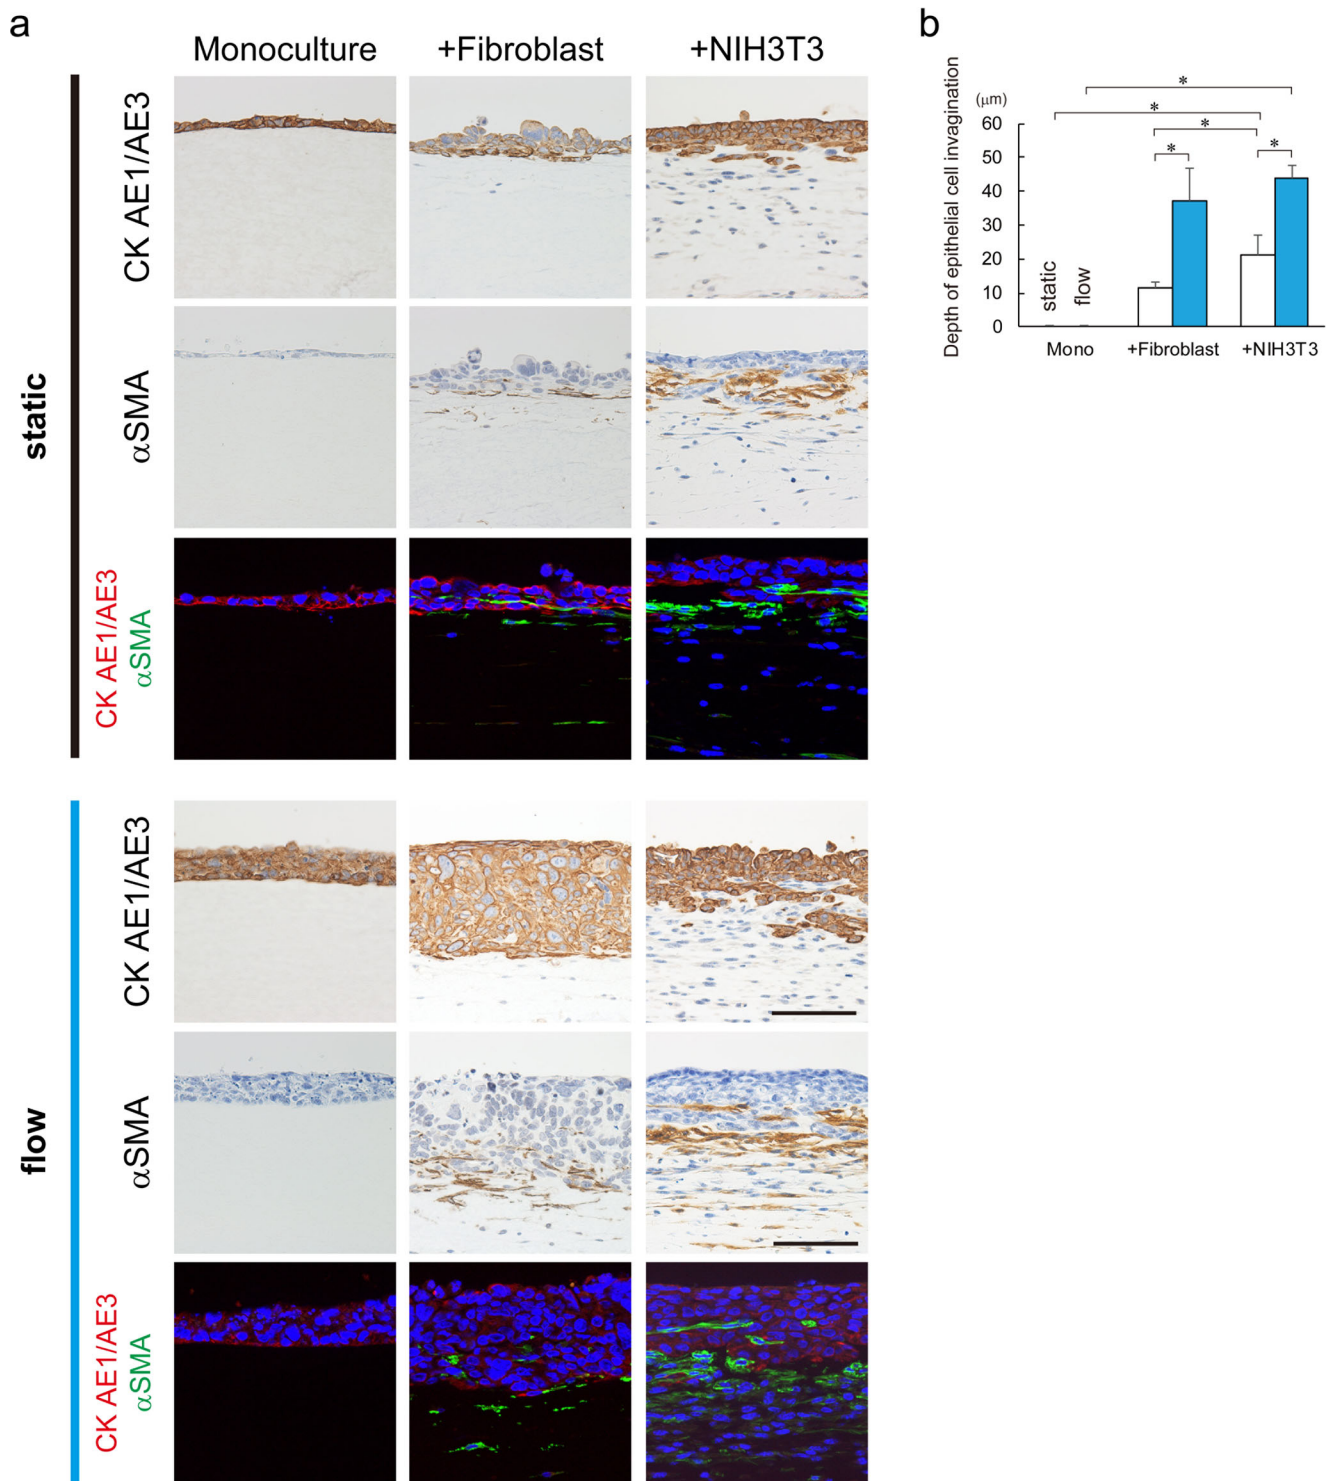 a
Monoculture
+Fibroblast
+NIH3T3
static
CK AE1/AE3
αSMA
CK AE1/AE3
αSMA
flow
CK AE1/AE3
αSMA
CK AE1/AE3
αSMA
b
Depth of epithelial cell invagination
(μm)
60
50
40
30
20
10
0
*
*
*
*
*
static
flow
Mono
+Fibroblast
+NIH3T3